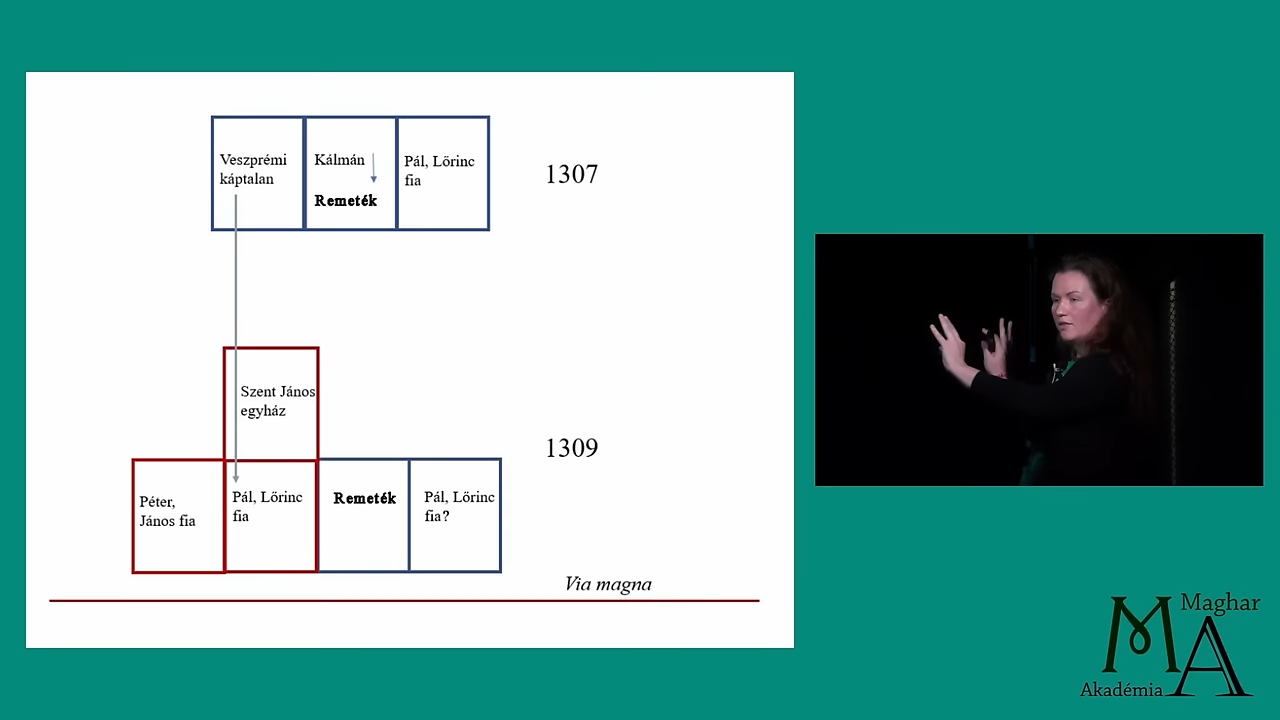 Veszprémi
káptalan
Kálmán
Remeték
Pál, Lőrinc
fia
1307
Szent János
egyház
1309
Péter,
János fia
Pál, Lőrinc
fia
Remeték
Pál, Lőrinc
fia?
Via magna
Maghar
MA
Akadémia